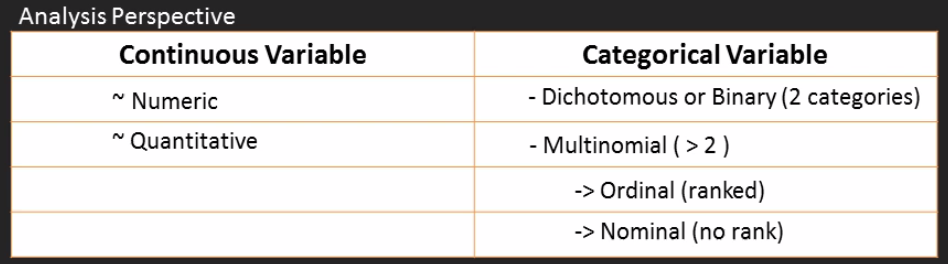 Analysis Perspective
Continuous Variable Categorical Variable
~ Numeric - Dichotomous or Binary (2 categories)
~ Quantitative - Multinomial ( > 2 )
-> Ordinal (ranked)
-> Nominal (no rank)